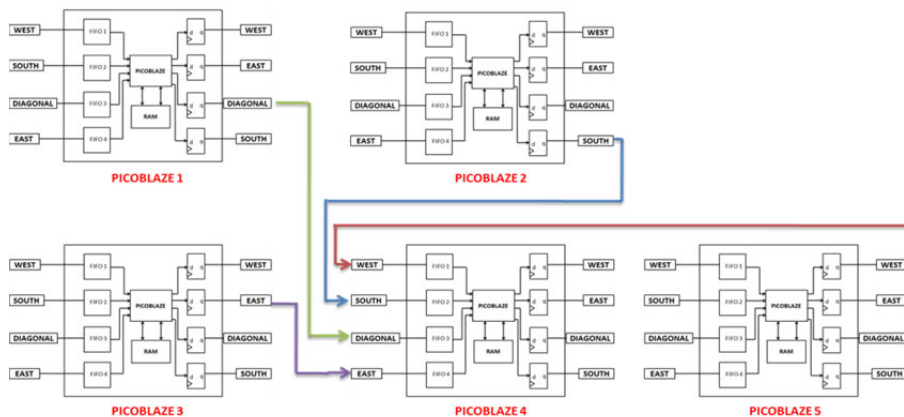 WEST FIFO 1 d q WEST
SOUTH FIFO 2 PICOBLAZE d q EAST
DIAGONAL FIFO 3 d q DIAGONAL
RAM
EAST FIFO 4 d q SOUTH
PICOBLAZE 1
WEST FIFO 1 d q WEST
SOUTH FIFO 2 PICOBLAZE d q EAST
DIAGONAL FIFO 3 d q DIAGONAL
RAM
EAST FIFO 4 d q SOUTH
PICOBLAZE 2
WEST FIFO 1 d q WEST
SOUTH FIFO 2 PICOBLAZE d q EAST
DIAGONAL FIFO 3 d q DIAGONAL
RAM
EAST FIFO 4 d q SOUTH
PICOBLAZE 3
WEST FIFO 1 d q WEST
SOUTH FIFO 2 PICOBLAZE d q EAST
DIAGONAL FIFO 3 d q DIAGONAL
RAM
EAST FIFO 4 d q SOUTH
PICOBLAZE 4
WEST FIFO 1 d q WEST
SOUTH FIFO 2 PICOBLAZE d q EAST
DIAGONAL FIFO 3 d q DIAGONAL
RAM
EAST FIFO 4 d q SOUTH
PICOBLAZE 5